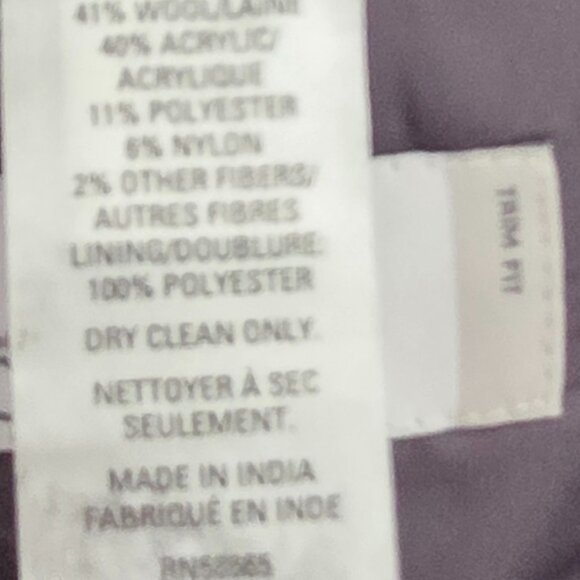 41% WOOL/LAINE
40% ACRYLIC/
ACRYLIQUE
11% POLYESTER
6% NYLON
2% OTHER FIBERS/
AUTRES FIBRES
LINING/DOUBLURE:
100% POLYESTER
DRY CLEAN ONLY.
NETTOYER À SEC
SEULEMENT.
MADE IN INDIA
FABRIQUÉ EN INDE
TRIM FIT